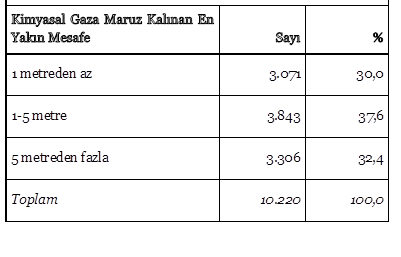 Kimyasal Gaza Maruz Kalınan En
Yakın Mesafe Sayı %
1 metreden az 3.071 30,0
1-5 metre 3.843 37,6
5 metreden fazla 3.306 32,4
Toplam 10.220 100,0